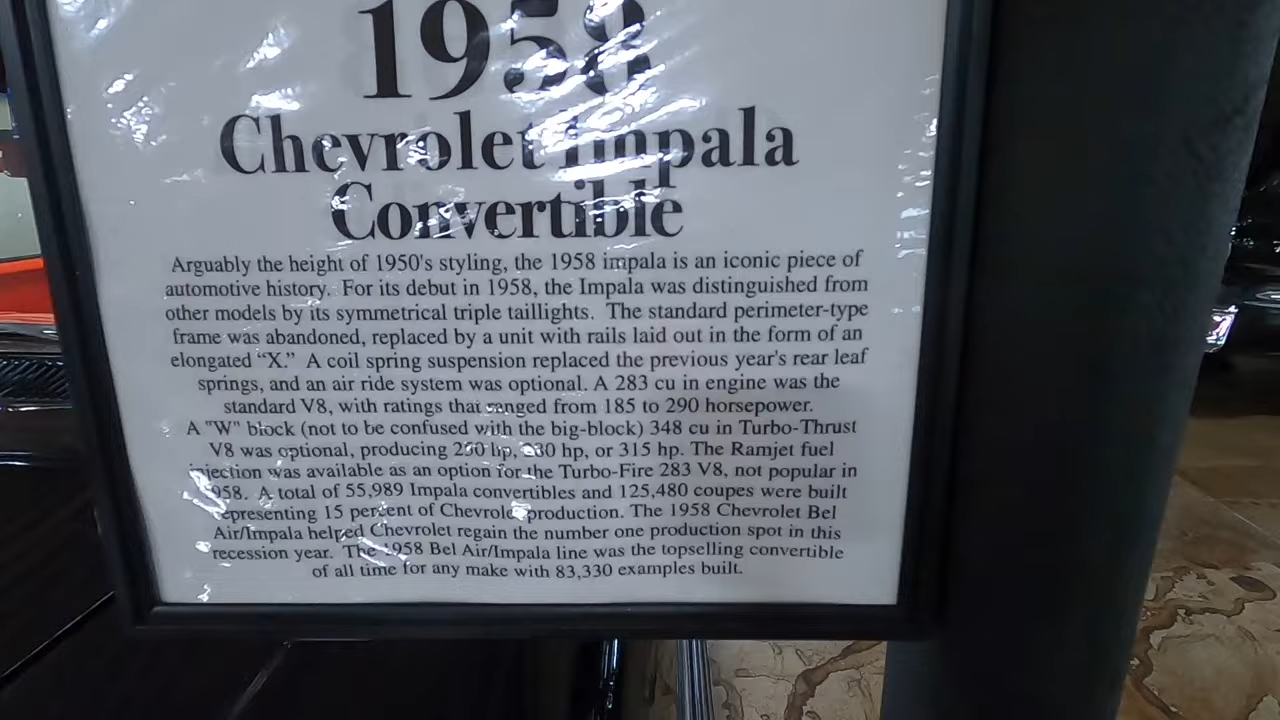 1958
Chevrolet Impala
Convertible
Arguably the height of 1950's styling, the 1958 impala is an iconic piece of
automotive history. For its debut in 1958, the Impala was distinguished from
other models by its symmetrical triple taillights. The standard perimeter-type
frame was abandoned, replaced by a unit with rails laid out in the form of an
elongated "X." A coil spring suspension replaced the previous year's rear leaf
springs, and an air ride system was optional. A 283 cu in engine was the
standard V8, with ratings that ranged from 185 to 290 horsepower.
A "W" block (not to be confused with the big-block) 348 cu in Turbo-Thrust
V8 was optional, producing hp, hp, or 315 hp. The Ramjet fuel
injection was available as an option for the Turbo-Fire 283 V8, not popular in
1958. A total of 55,989 Impala convertibles and 125,480 coupes were built
representing 15 percent of Chevrolet production. The 1958 Chevrolet Bel
Air/Impala helped Chevrolet regain the number one production spot in this
recession year. The 1958 Bel Air/Impala line was the topselling convertible
of all time for any make with 83,330 examples built.